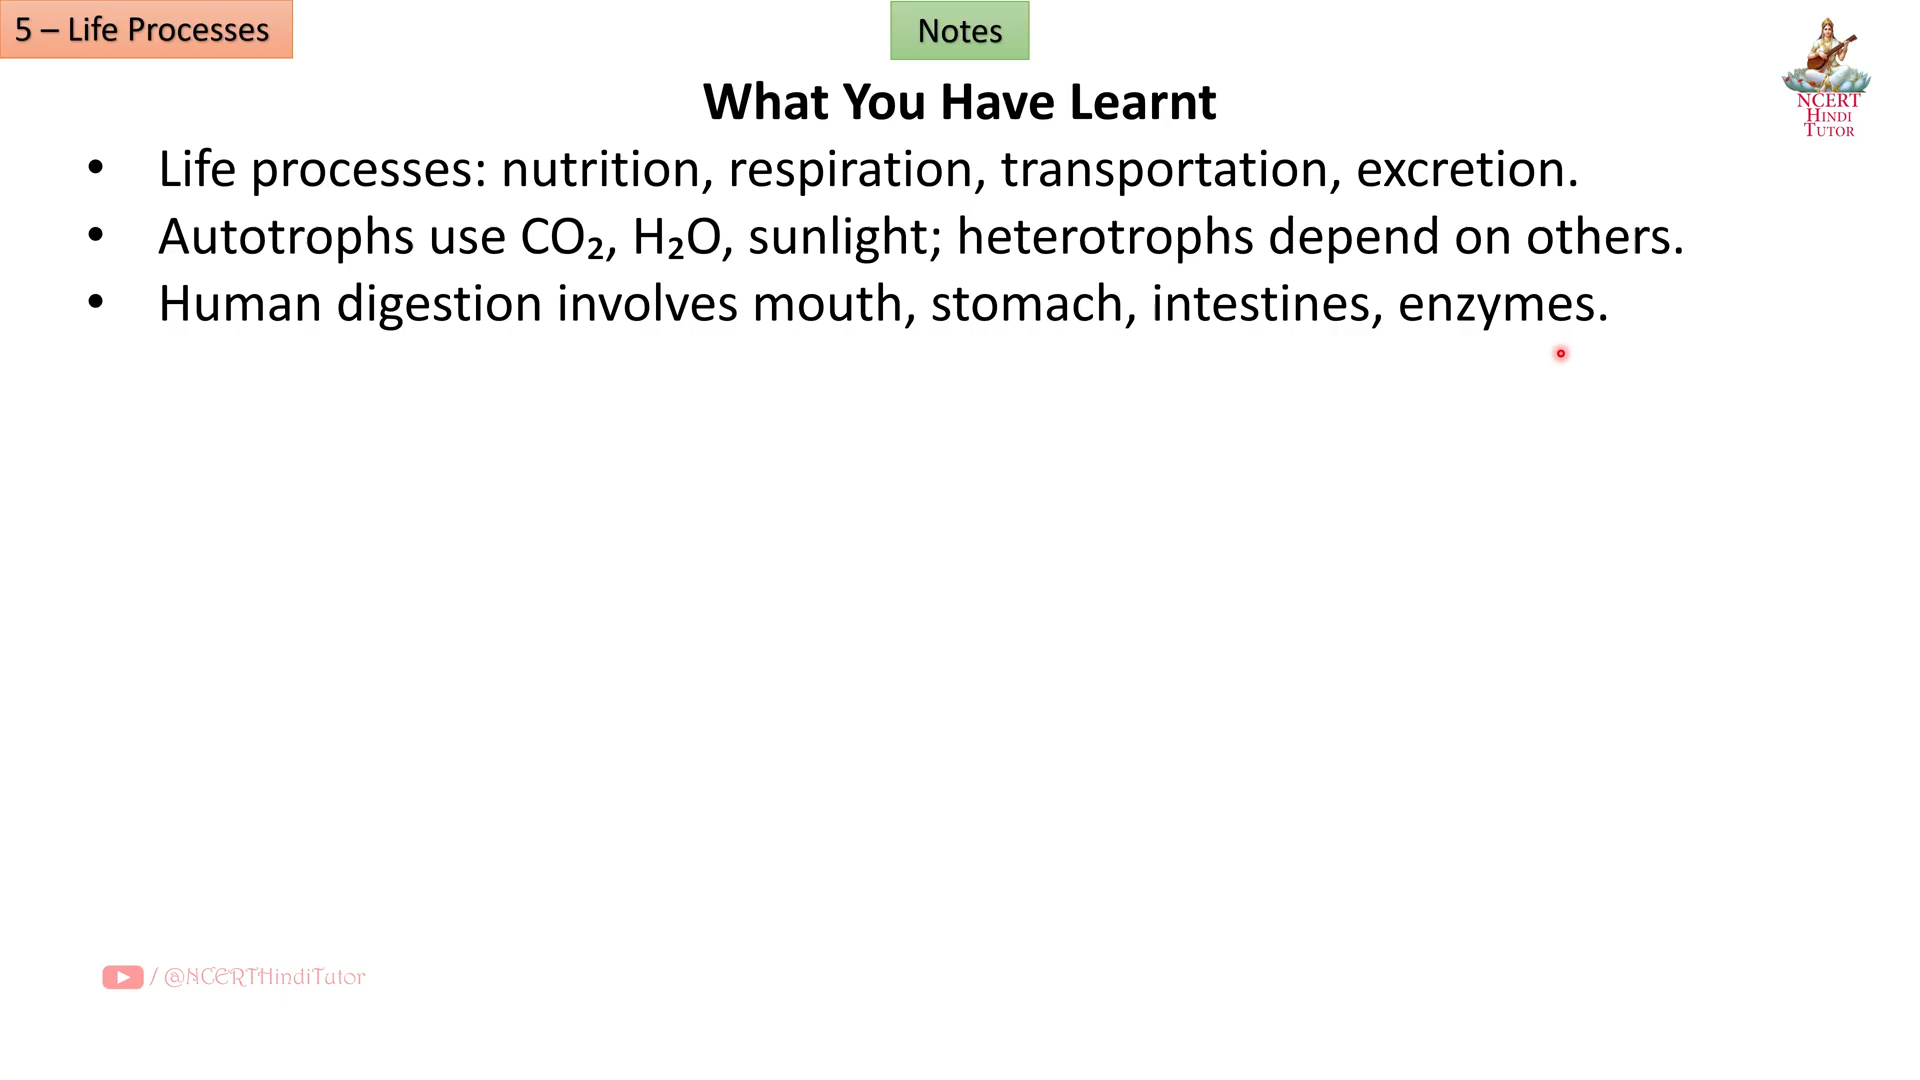 5 – Life Processes
Notes
NCERT
HINDI
TUTOR
What You Have Learnt
• Life processes: nutrition, respiration, transportation, excretion.
• Autotrophs use CO₂, H₂O, sunlight; heterotrophs depend on others.
• Human digestion involves mouth, stomach, intestines, enzymes.
/ @NCERTHindiTutor